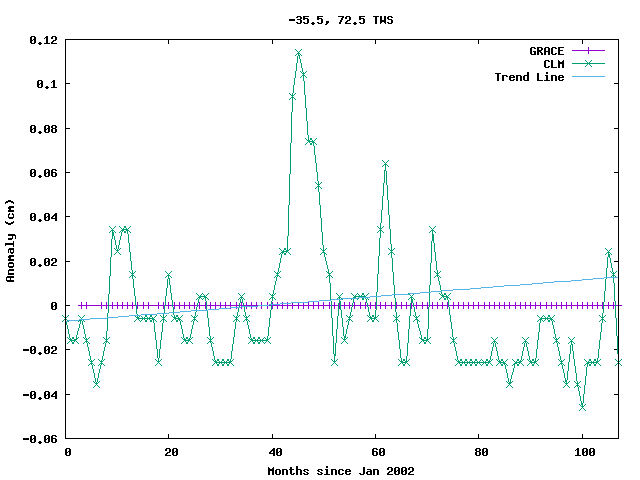 -35.5, 72.5 TWS
GRACE
CLM
Trend Line
0.12
0.1
0.08
0.06
0.04
0.02
0
-0.02
-0.04
-0.06
Anomaly (cm)
0 20 40 60 80 100
Months since Jan 2002